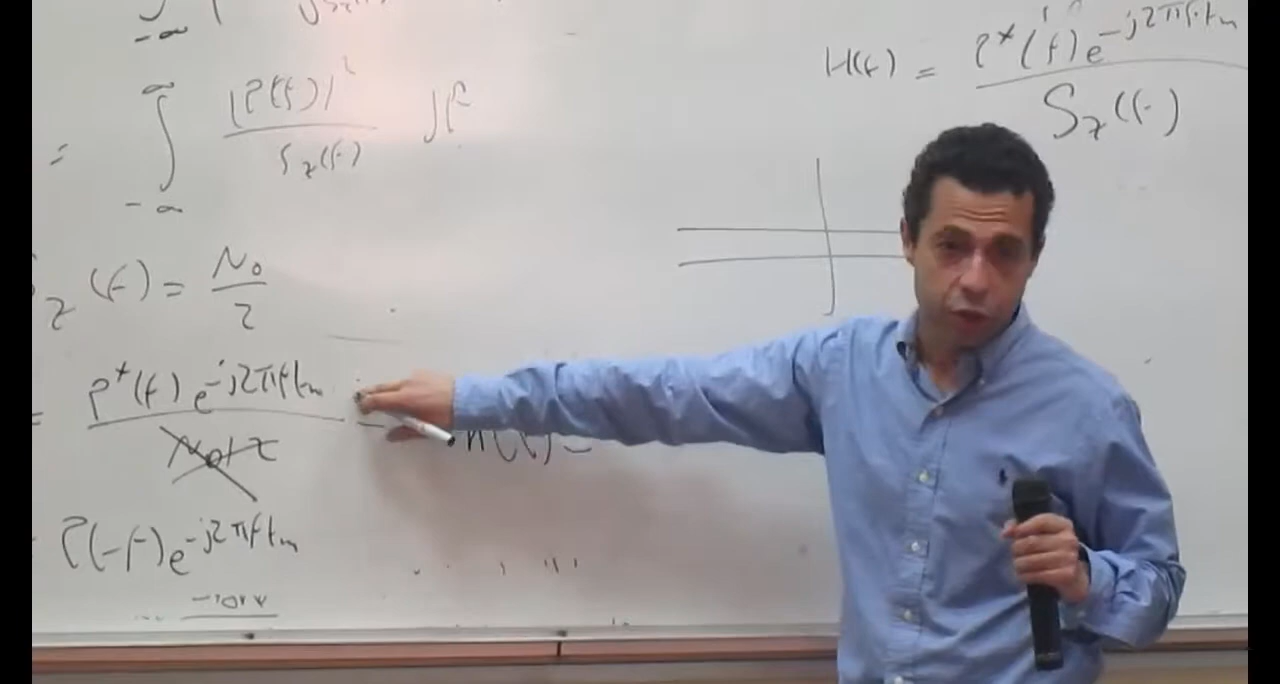 -∞
= ∫_{-∞}^{∞} |P(f)|² / S_z(f) df
S_z(f) = N₀ / 2
= P*(f) e^{-j2πft_m} / N₀/2
P(-f) e^{-j2πft_m}
H(f) = P*(f) e^{-j2πft_m} / S_z(f)
h(t) =